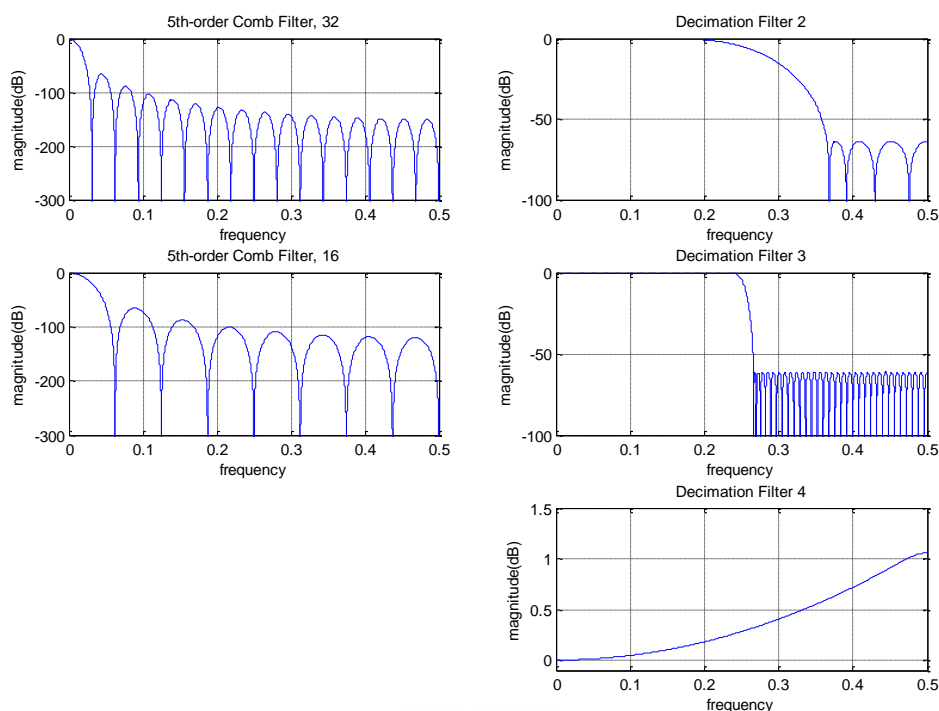 5th-order Comb Filter, 32
0
-100
-200
-300
magnitude(dB)
0 0.1 0.2 0.3 0.4 0.5
frequency
Decimation Filter 2
0
-50
-100
magnitude(dB)
0 0.1 0.2 0.3 0.4 0.5
frequency
5th-order Comb Filter, 16
0
-100
-200
-300
magnitude(dB)
0 0.1 0.2 0.3 0.4 0.5
frequency
Decimation Filter 3
0
-50
-100
magnitude(dB)
0 0.1 0.2 0.3 0.4 0.5
frequency
Decimation Filter 4
1.5
1
0.5
0
magnitude(dB)
0 0.1 0.2 0.3 0.4 0.5
frequency